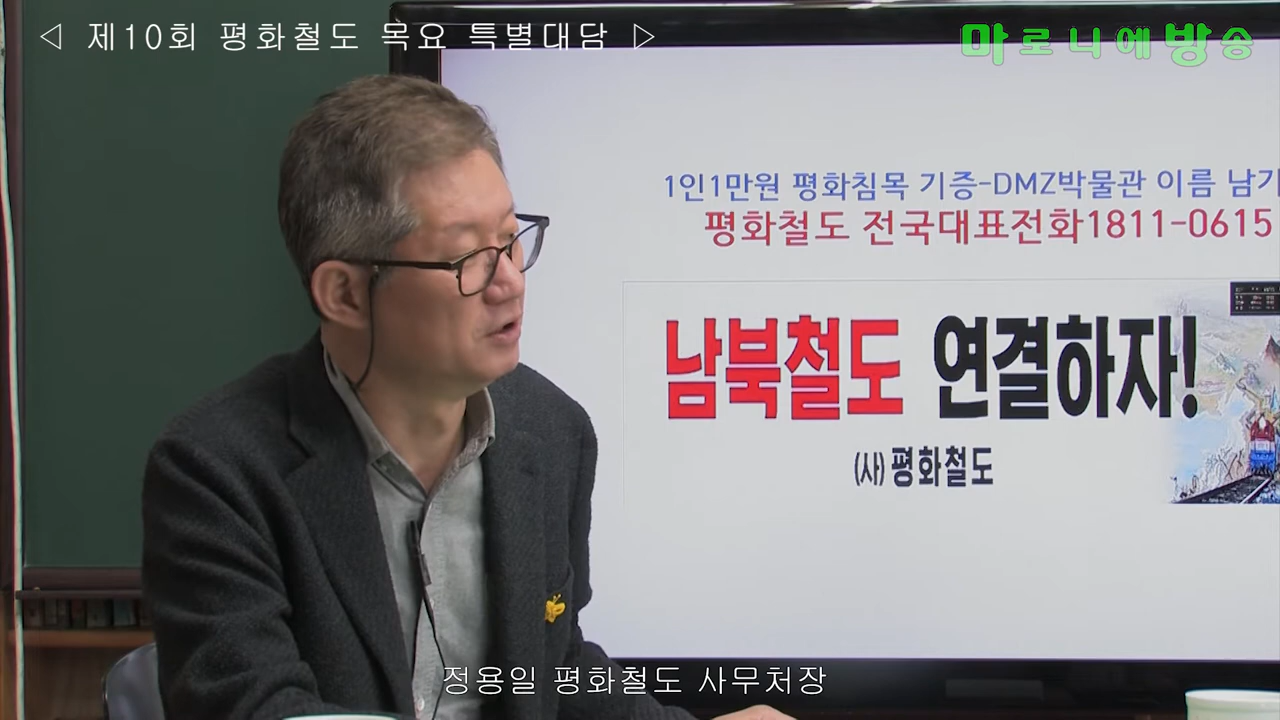 ◁ 제10회 평화철도 목요 특별대담 ▷
마로니에방송
1인1만원 평화침목 기증-DMZ박물관 이름 남기
평화철도 전국대표전화1811-0615
남북철도 연결하자!
(사)평화철도
정용일 평화철도 사무처장